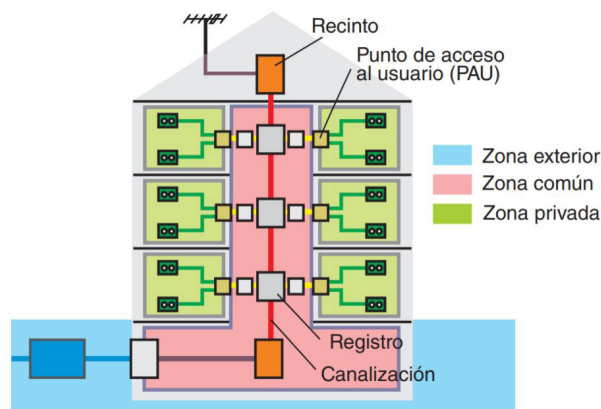 Recinto
Punto de acceso
al usuario (PAU)
Zona exterior
Zona común
Zona privada
Registro
Canalización